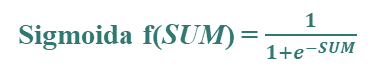 Sigmoida f(SUM) = 1/(1+e^(-SUM))